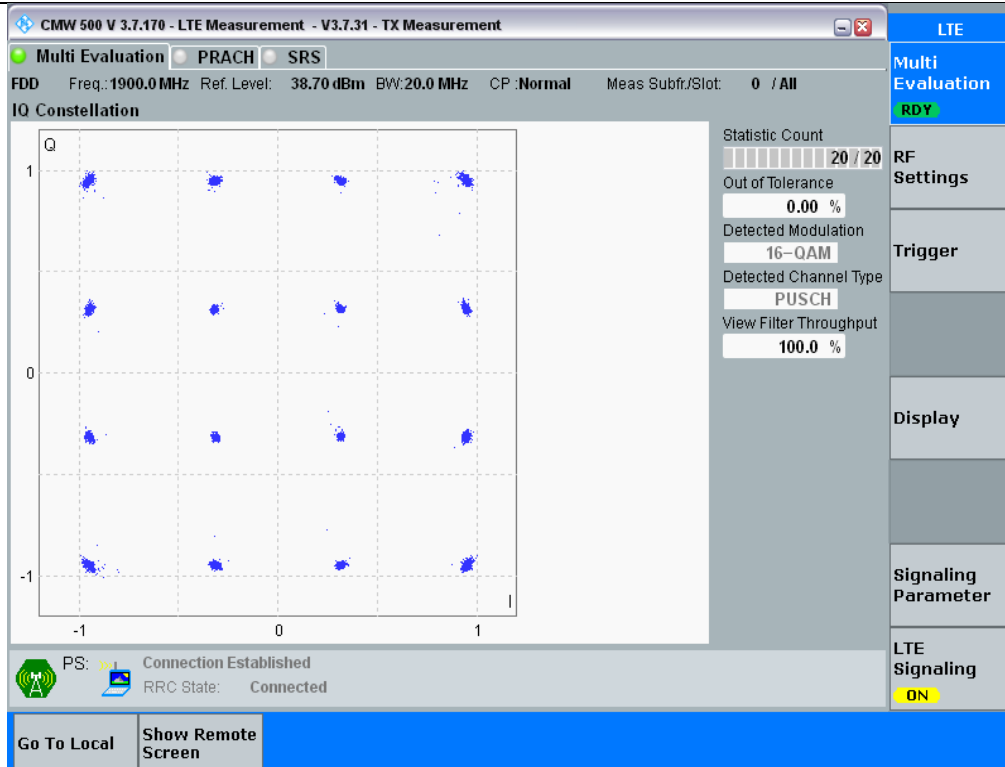 CMW 500 V 3.7.170 - LTE Measurement - V3.7.31 - TX Measurement
LTE
Multi Evaluation PRACH SRS
Multi
Evaluation
RDY
FDD Freq.:1900.0 MHz Ref. Level: 38.70 dBm BW:20.0 MHz CP :Normal Meas Subfr./Slot: 0 / All
IQ Constellation
Q
1
0
-1
-1 0 1
I
Statistic Count
20 / 20
Out of Tolerance
0.00 %
Detected Modulation
16-QAM
Detected Channel Type
PUSCH
View Filter Throughput
100.0 %
RF
Settings
Trigger
Display
Signaling
Parameter
LTE
Signaling
ON
PS: Connection Established
RRC State: Connected
Go To Local
Show Remote
Screen